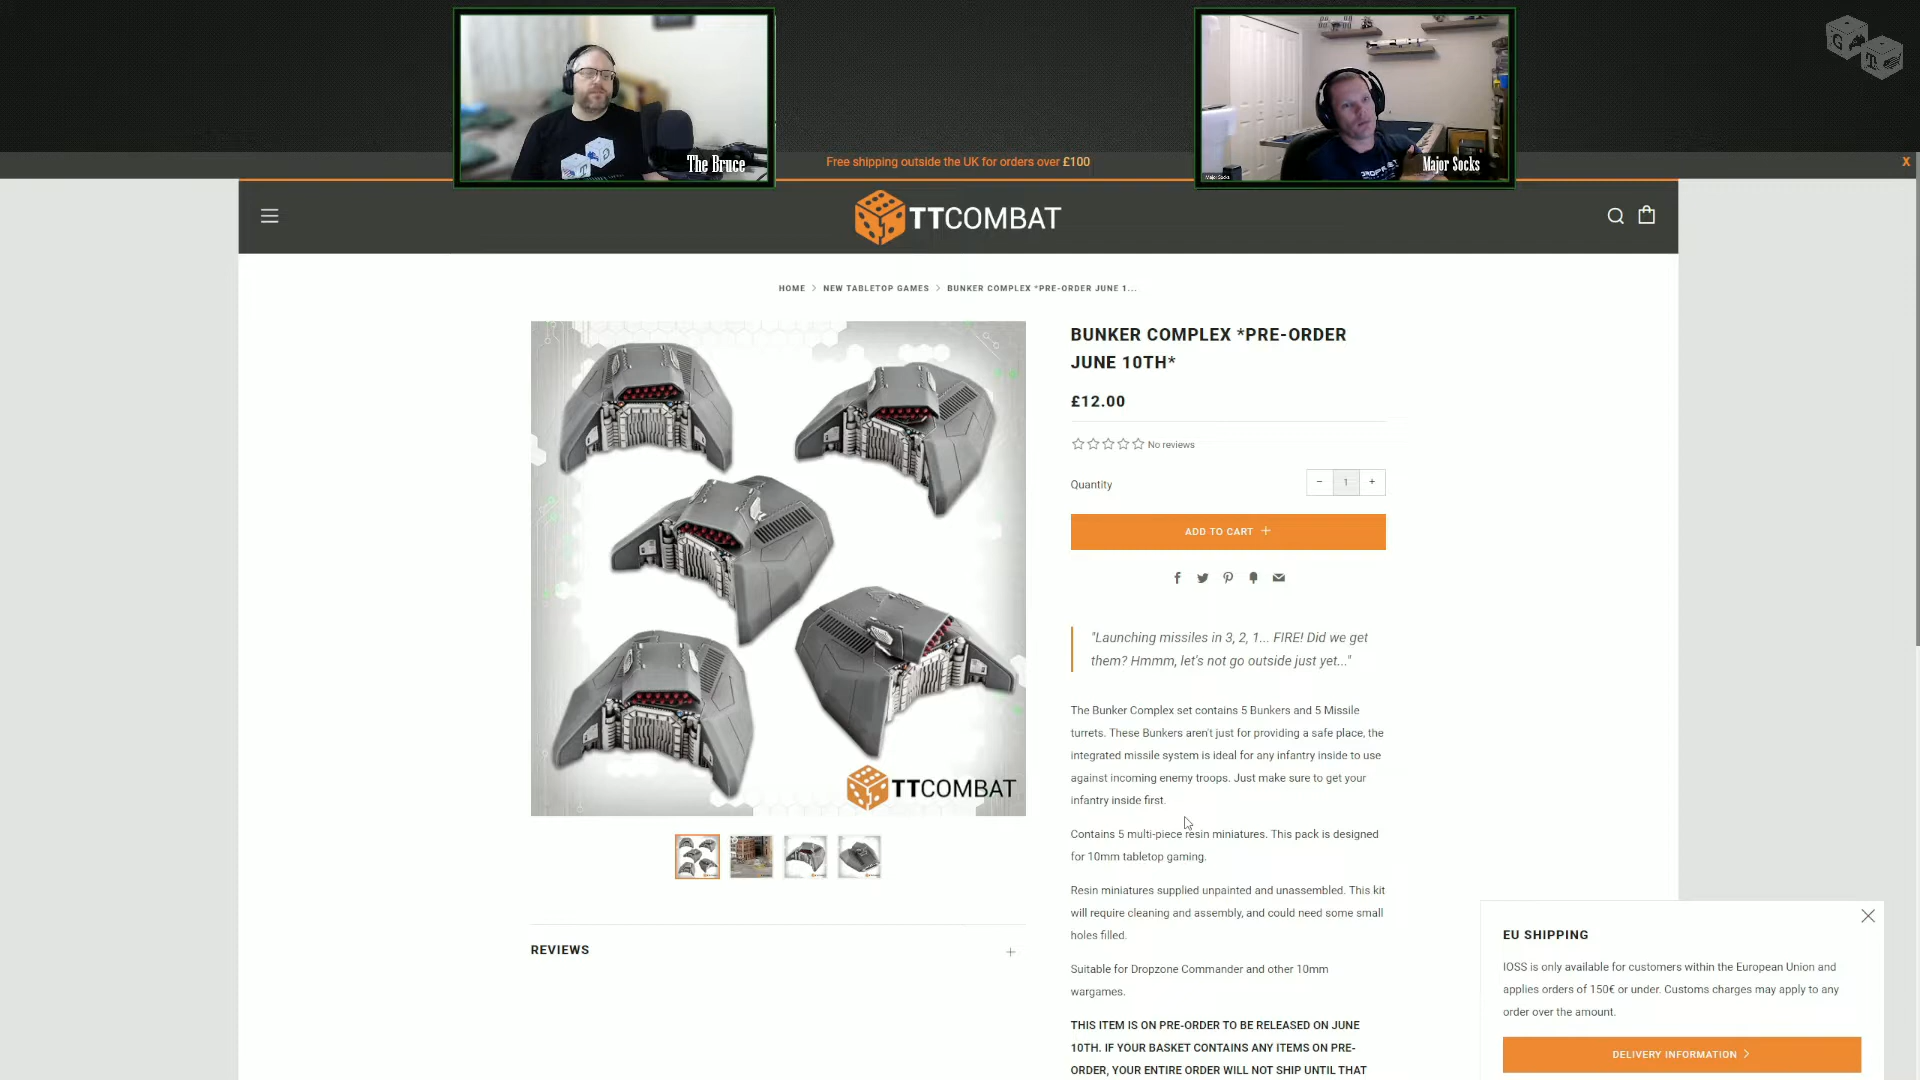 The Bruce
Major Socks
Major Socks
Free shipping outside the UK for orders over £100
X
TTCOMBAT
HOME > NEW TABLETOP GAMES > BUNKER COMPLEX *PRE-ORDER JUNE 1...
BUNKER COMPLEX *PRE-ORDER
JUNE 10TH*
£12.00
No reviews
Quantity
− 1 +
ADD TO CART +
"Launching missiles in 3, 2, 1... FIRE! Did we get
them? Hmmm, let's not go outside just yet..."
The Bunker Complex set contains 5 Bunkers and 5 Missile
turrets. These Bunkers aren't just for providing a safe place, the
integrated missile system is ideal for any infantry inside to use
against incoming enemy troops. Just make sure to get your
infantry inside first.
Contains 5 multi-piece resin miniatures. This pack is designed
for 10mm tabletop gaming.
Resin miniatures supplied unpainted and unassembled. This kit
will require cleaning and assembly, and could need some small
holes filled.
Suitable for Dropzone Commander and other 10mm
wargames.
THIS ITEM IS ON PRE-ORDER TO BE RELEASED ON JUNE
10TH. IF YOUR BASKET CONTAINS ANY ITEMS ON PRE-
ORDER, YOUR ENTIRE ORDER WILL NOT SHIP UNTIL THAT
TTCOMBAT
REVIEWS +
EU SHIPPING
IOSS is only available for customers within the European Union and
applies orders of 150€ or under. Customs charges may apply to any
order over the amount.
DELIVERY INFORMATION >